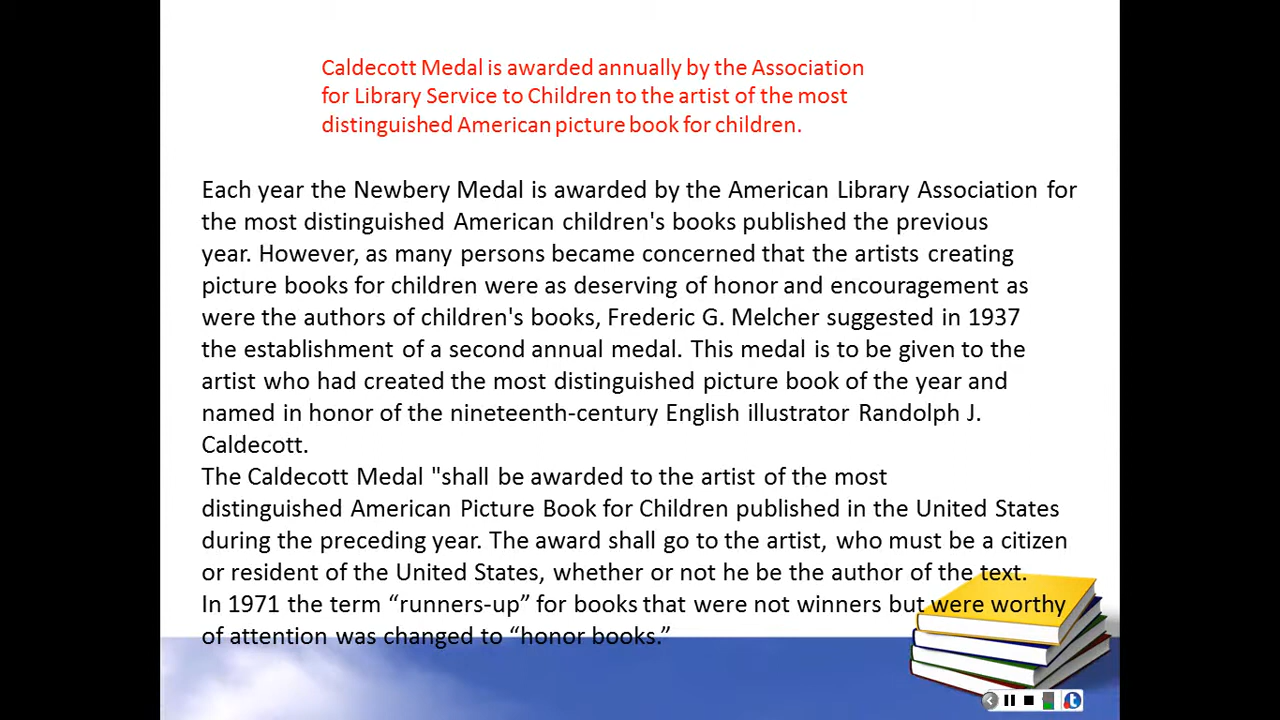 Caldecott Medal is awarded annually by the Association
for Library Service to Children to the artist of the most
distinguished American picture book for children.
Each year the Newbery Medal is awarded by the American Library Association for
the most distinguished American children's books published the previous
year. However, as many persons became concerned that the artists creating
picture books for children were as deserving of honor and encouragement as
were the authors of children's books, Frederic G. Melcher suggested in 1937
the establishment of a second annual medal. This medal is to be given to the
artist who had created the most distinguished picture book of the year and
named in honor of the nineteenth-century English illustrator Randolph J.
Caldecott.
The Caldecott Medal "shall be awarded to the artist of the most
distinguished American Picture Book for Children published in the United States
during the preceding year. The award shall go to the artist, who must be a citizen
or resident of the United States, whether or not he be the author of the text.
In 1971 the term “runners-up” for books that were not winners but were worthy
of attention was changed to “honor books.”
t